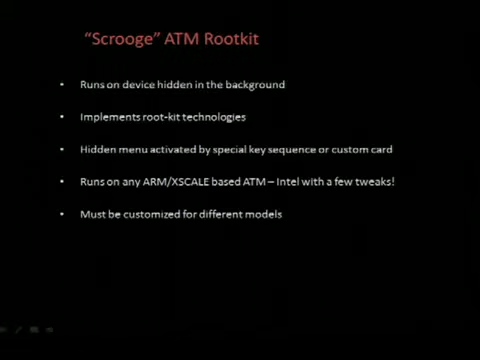 “Scrooge” ATM Rootkit
• Runs on device hidden in the background
• Implements root-kit technologies
• Hidden menu activated by special key sequence or custom card
• Runs on any ARM/XSCALE based ATM – Intel with a few tweaks!
• Must be customized for different models